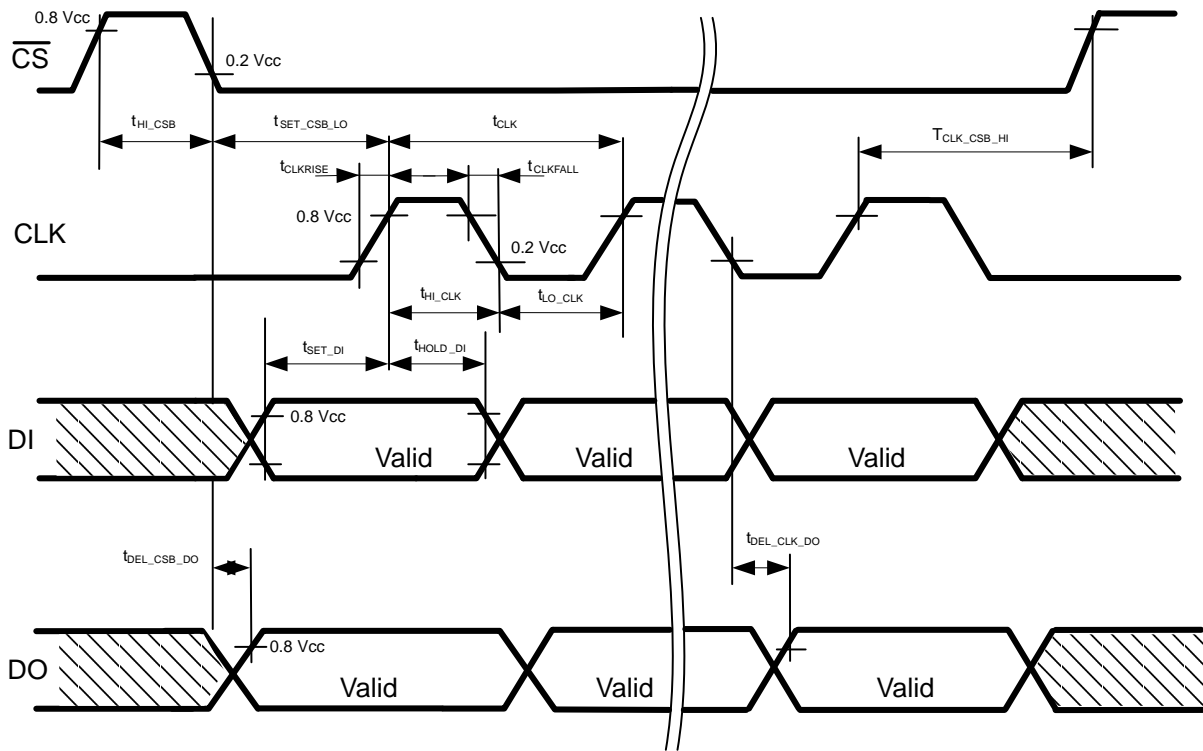 0.8 Vcc
CS
0.2 Vcc
tHI_CSB
tSET_CSB_LO
tCLK
TCLK_CSB_HI
tCLKRISE
tCLKFALL
0.8 Vcc
CLK
0.2 Vcc
tHI_CLK
tLO_CLK
tSET_DI
tHOLD_DI
0.8 Vcc
DI
Valid
Valid
Valid
tDEL_CSB_DO
tDEL_CLK_DO
0.8 Vcc
DO
Valid
Valid
Valid